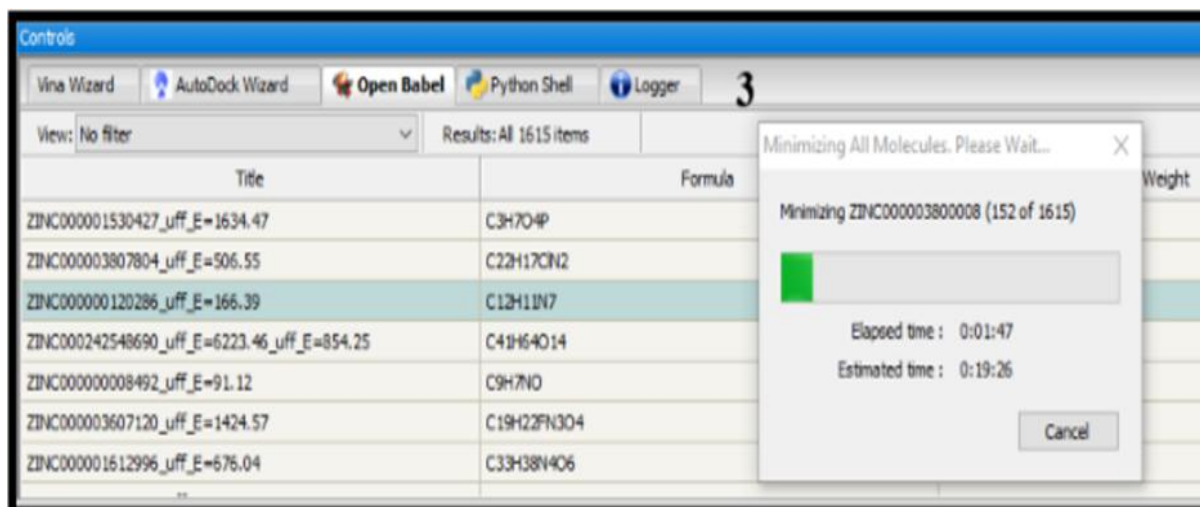 Controls
Vina Wizard AutoDock Wizard Open Babel Python Shell Logger 3
View: No filter Results: All 1615 items
Title Formula Weight
Minimizing All Molecules. Please Wait...
Minimizing ZINC000003800008 (152 of 1615)
Elapsed time : 0:01:47
Estimated time : 0:19:26
Cancel
ZINC000001530427_uff_E=1634.47 C3H7O4P
ZINC000003807804_uff_E=506.55 C22H17ClN2
ZINC000000120286_uff_E=166.39 C12H11N7
ZINC000242548690_uff_E=6223.46_uff_E=854.25 C41H64O14
ZINC000000008492_uff_E=91.12 C9H7NO
ZINC000003607120_uff_E=1424.57 C19H22FN3O4
ZINC000001612996_uff_E=676.04 C33H38N4O6